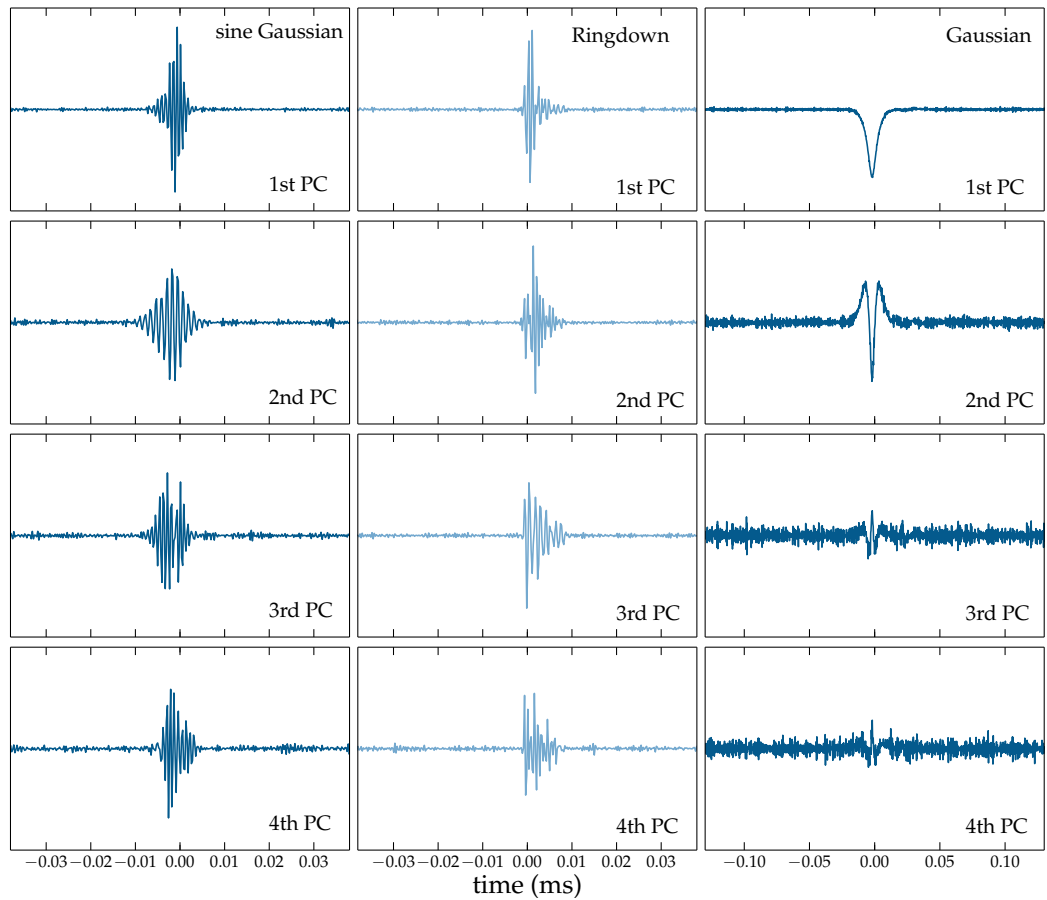 sine Gaussian
Ringdown
Gaussian
1st PC
1st PC
1st PC
2nd PC
2nd PC
2nd PC
3rd PC
3rd PC
3rd PC
4th PC
4th PC
4th PC
−0.03 −0.02 −0.01 0.00 0.01 0.02 0.03
−0.03 −0.02 −0.01 0.00 0.01 0.02 0.03
−0.10 −0.05 0.00 0.05 0.10
time (ms)